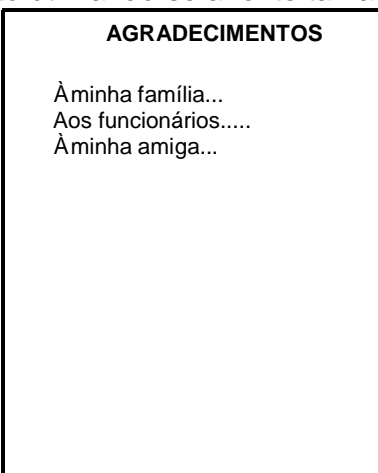 AGRADECIMENTOS
À minha família...
Aos funcionários.....
À minha amiga...